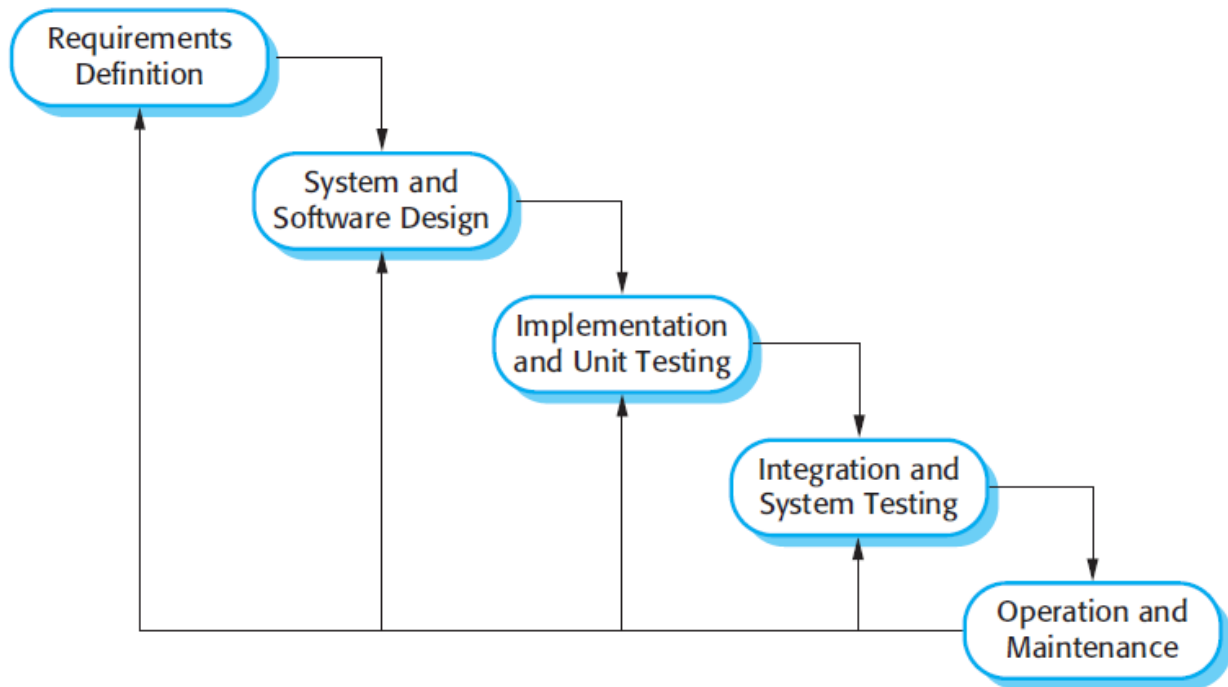 Requirements
Definition
System and
Software Design
Implementation
and Unit Testing
Integration and
System Testing
Operation and
Maintenance